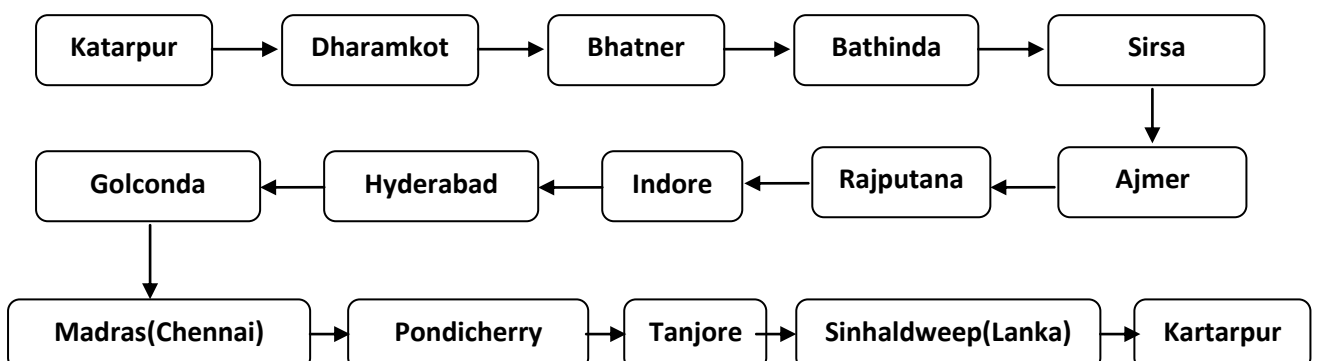 Katarpur Dharamkot Bhatner Bathinda Sirsa
Golconda Hyderabad Indore Rajputana Ajmer
Madras(Chennai) Pondicherry Tanjore Sinhaldweep(Lanka) Kartarpur